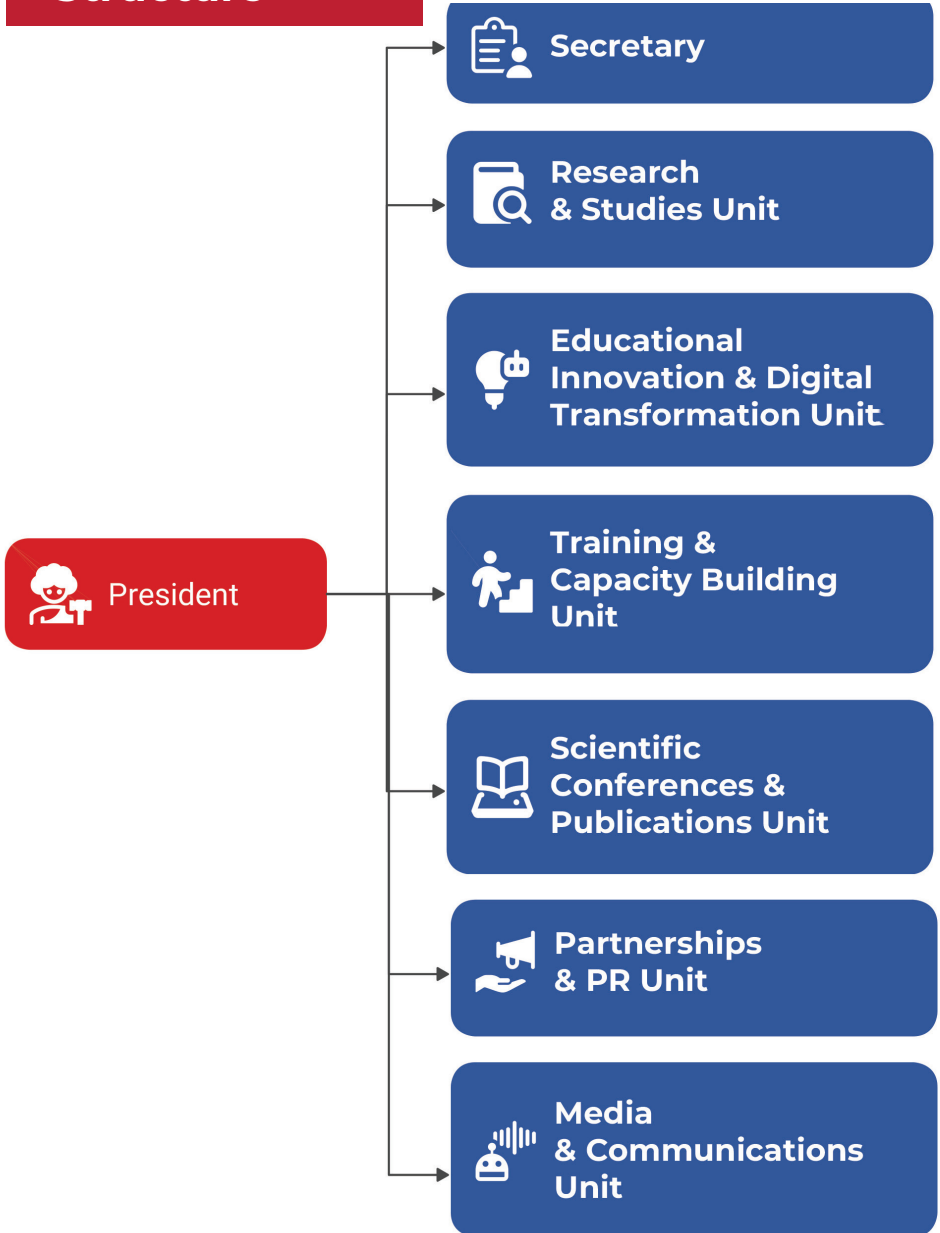 Secretary
Research
& Studies Unit
Educational
Innovation & Digital
Transformation Unit
President
Training &
Capacity Building
Unit
Scientific
Conferences &
Publications Unit
Partnerships
& PR Unit
Media
& Communications
Unit